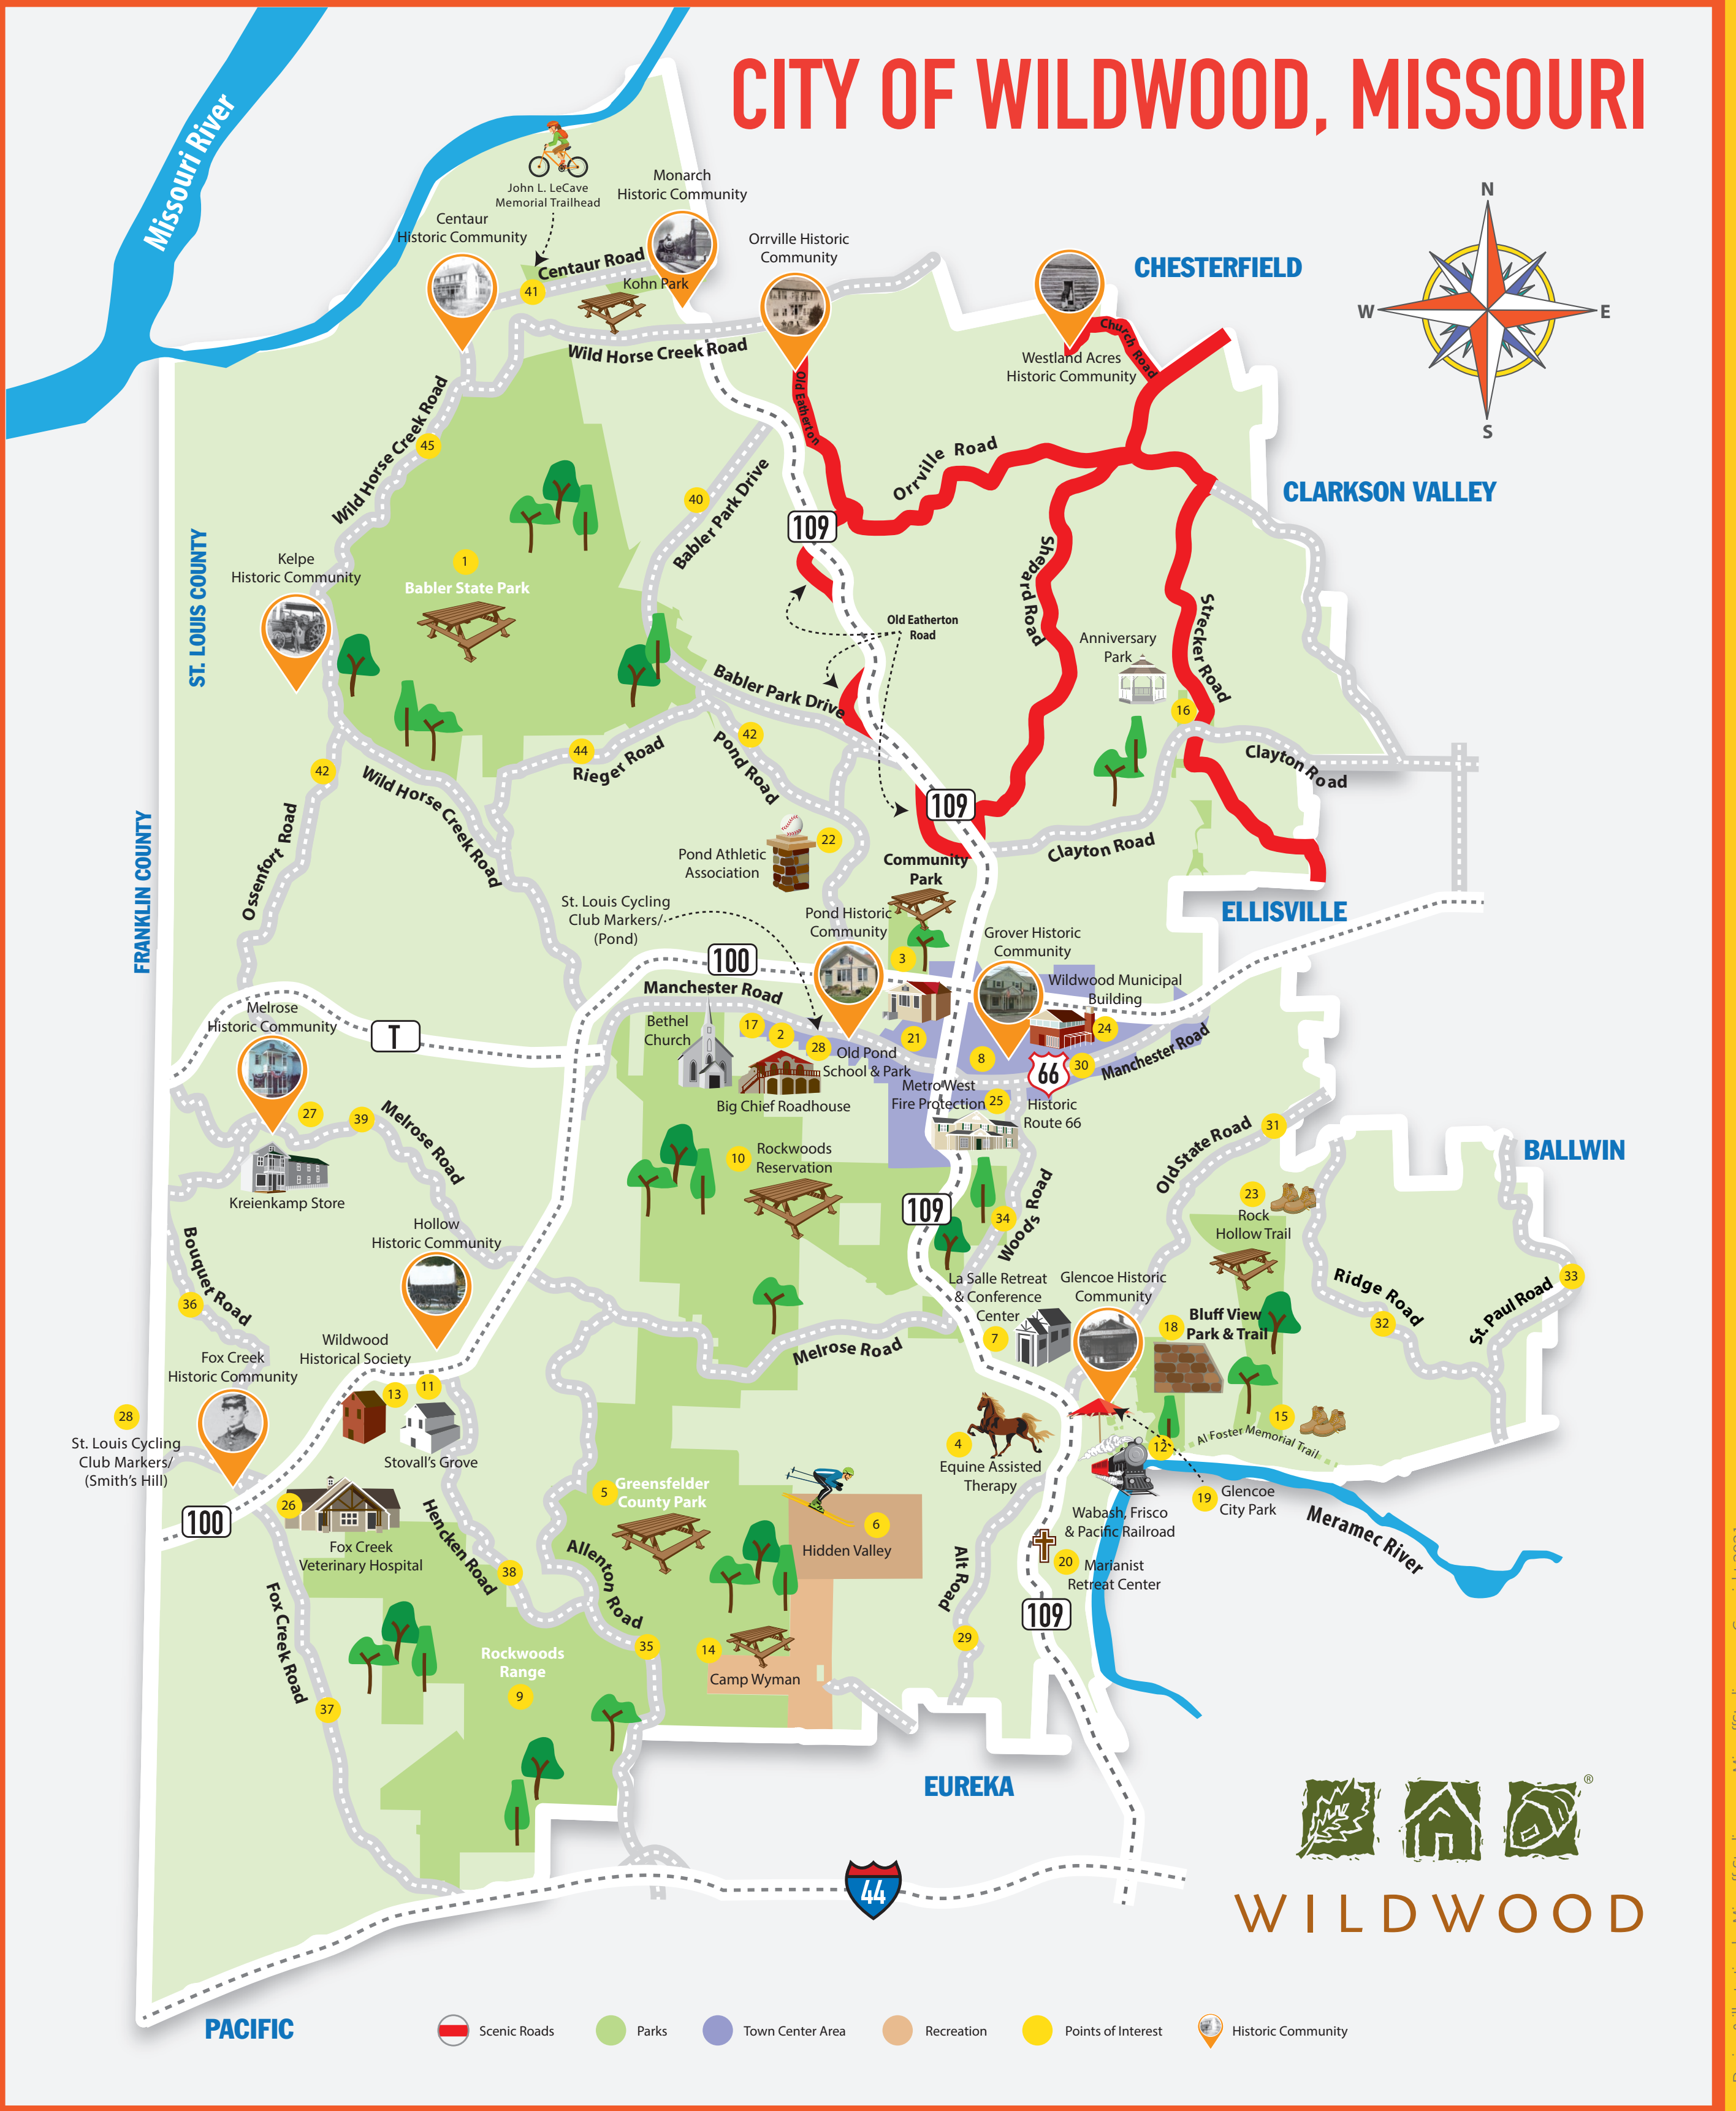 CITY OF WILDWOOD, MISSOURI
Missouri River
John L. LeCave
Memorial Trailhead
Monarch
Historic Community
Centaur
Historic Community
Orrville Historic
Community
N
W
E
S
CHESTERFIELD
Centaur Road
41
Kohn Park
Wild Horse Creek Road
Church Road
Westland Acres
Historic Community
Old Eatherton
Wild Horse Creek Road
45
Orrville Road
Babler Park Drive
40
CLARKSON VALLEY
109
ST. LOUIS COUNTY
Kelpe
Historic Community
1
Babler State Park
Shepard Road
Strecker Road
Old Eatherton
Road
Anniversary
Park
16
Babler Park Drive
42
Pond Road
44
Rieger Road
42
Wild Horse Creek Road
Clayton Road
Ossenfort Road
109
FRANKLIN COUNTY
22
Pond Athletic
Association
Clayton Road
Community
Park
St. Louis Cycling
Club Markers/
(Pond)
Pond Historic
Community
ELLISVILLE
Grover Historic
Community
3
100
Manchester Road
Wildwood Municipal
Building
Melrose
Historic Community
T
Bethel
Church
17
2
28
Old Pond
School & Park
21
24
8
66
30
Manchester Road
Metro West
Fire Protection
25
Historic
Route 66
Big Chief Roadhouse
27
39
Melrose Road
Kreienkamp Store
10
Rockwoods
Reservation
31
Old State Road
BALLWIN
23
Rock
Hollow Trail
109
34
Woods Road
Hollow
Historic Community
Bouquet Road
36
La Salle Retreat
& Conference
Center
7
Glencoe Historic
Community
Ridge Road
32
33
St. Paul Road
18
Bluff View
Park & Trail
Melrose Road
Wildwood
Historical Society
Fox Creek
Historic Community
13
11
28
St. Louis Cycling
Club Markers/
(Smith's Hill)
Stovall's Grove
15
Al Foster Memorial Trail
4
Equine Assisted
Therapy
12
19
Glencoe
City Park
100
26
Fox Creek
Veterinary Hospital
5
Greensfelder
County Park
6
Hidden Valley
Wabash, Frisco
& Pacific Railroad
Meramec River
Hencken Road
38
Allenton Road
Alt Road
20
Marianist
Retreat Center
Fox Creek Road
37
35
14
Camp Wyman
29
109
Rockwoods
Range
9
EUREKA
44
®
WILDWOOD
PACIFIC
Scenic Roads
Parks
Town Center Area
Recreation
Points of Interest
Historic Community